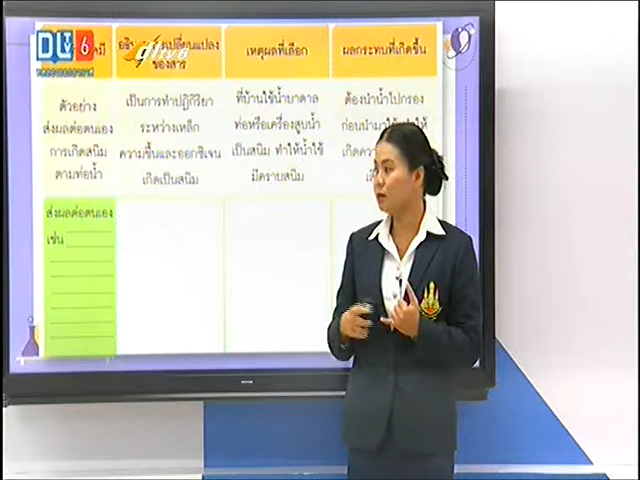 DLTV 6
dltv6
อธิบายการเปลี่ยนแปลง
ของสาร
เหตุผลที่เลือก
ผลกระทบที่เกิดขึ้น
ตัวอย่าง
ส่งผลต่อตนเอง
การเกิดสนิม
ตามท่อน้ำ
เป็นการทำปฏิกิริยา
ระหว่างเหล็ก
ความชื้นและออกซิเจน
เกิดเป็นสนิม
ที่บ้านใช้น้ำบาดาล
ท่อหรือเครื่องสูบน้ำ
เป็นสนิม ทำให้น้ำใช้
มีคราบสนิม
ต้องนำน้ำไปกรอง
ก่อนนำมาใช้
ส่งผลต่อตนเอง
เช่น